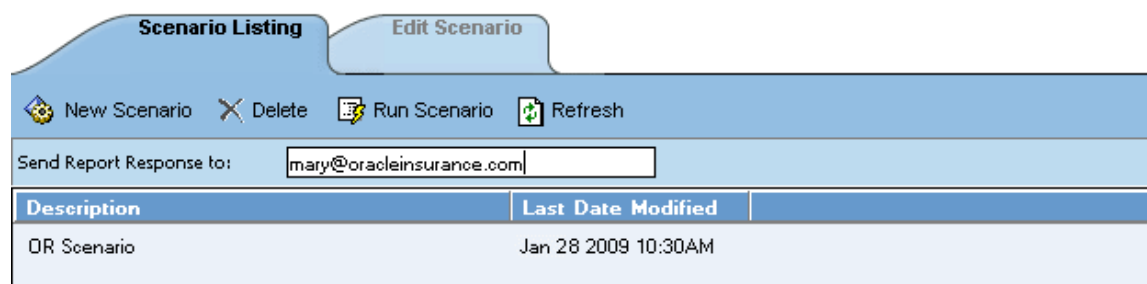 Scenario Listing Edit Scenario
New Scenario Delete Run Scenario Refresh
Send Report Response to: mary@oracleinsurance.com
Description Last Date Modified
OR Scenario Jan 28 2009 10:30AM